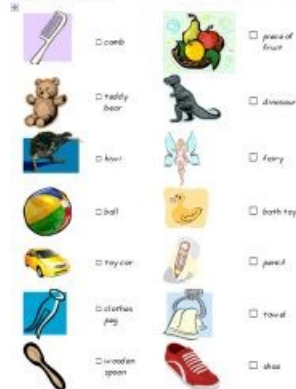 comb
piece of
fruit
teddy
bear
dinosaur
kiwi
fairy
ball
bath toy
toy car
pencil
clothes
peg
towel
wooden
spoon
shoe